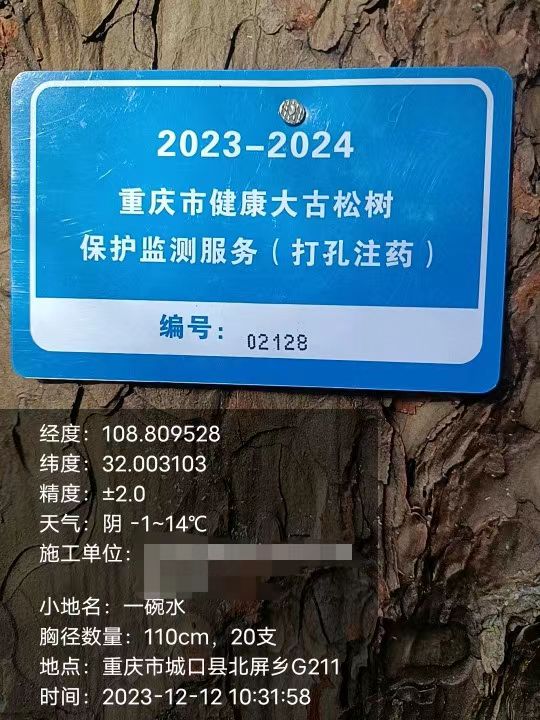 2023-2024
重庆市健康大古松树
保护监测服务(打孔注药)
编号: 02128
经度: 108.809528
纬度: 32.003103
精度: ±2.0
天气: 阴 -1~14℃
施工单位:
小地名: 一碗水
胸径数量: 110cm, 20支
地点: 重庆市城口县北屏乡G211
时间: 2023-12-12 10:31:58